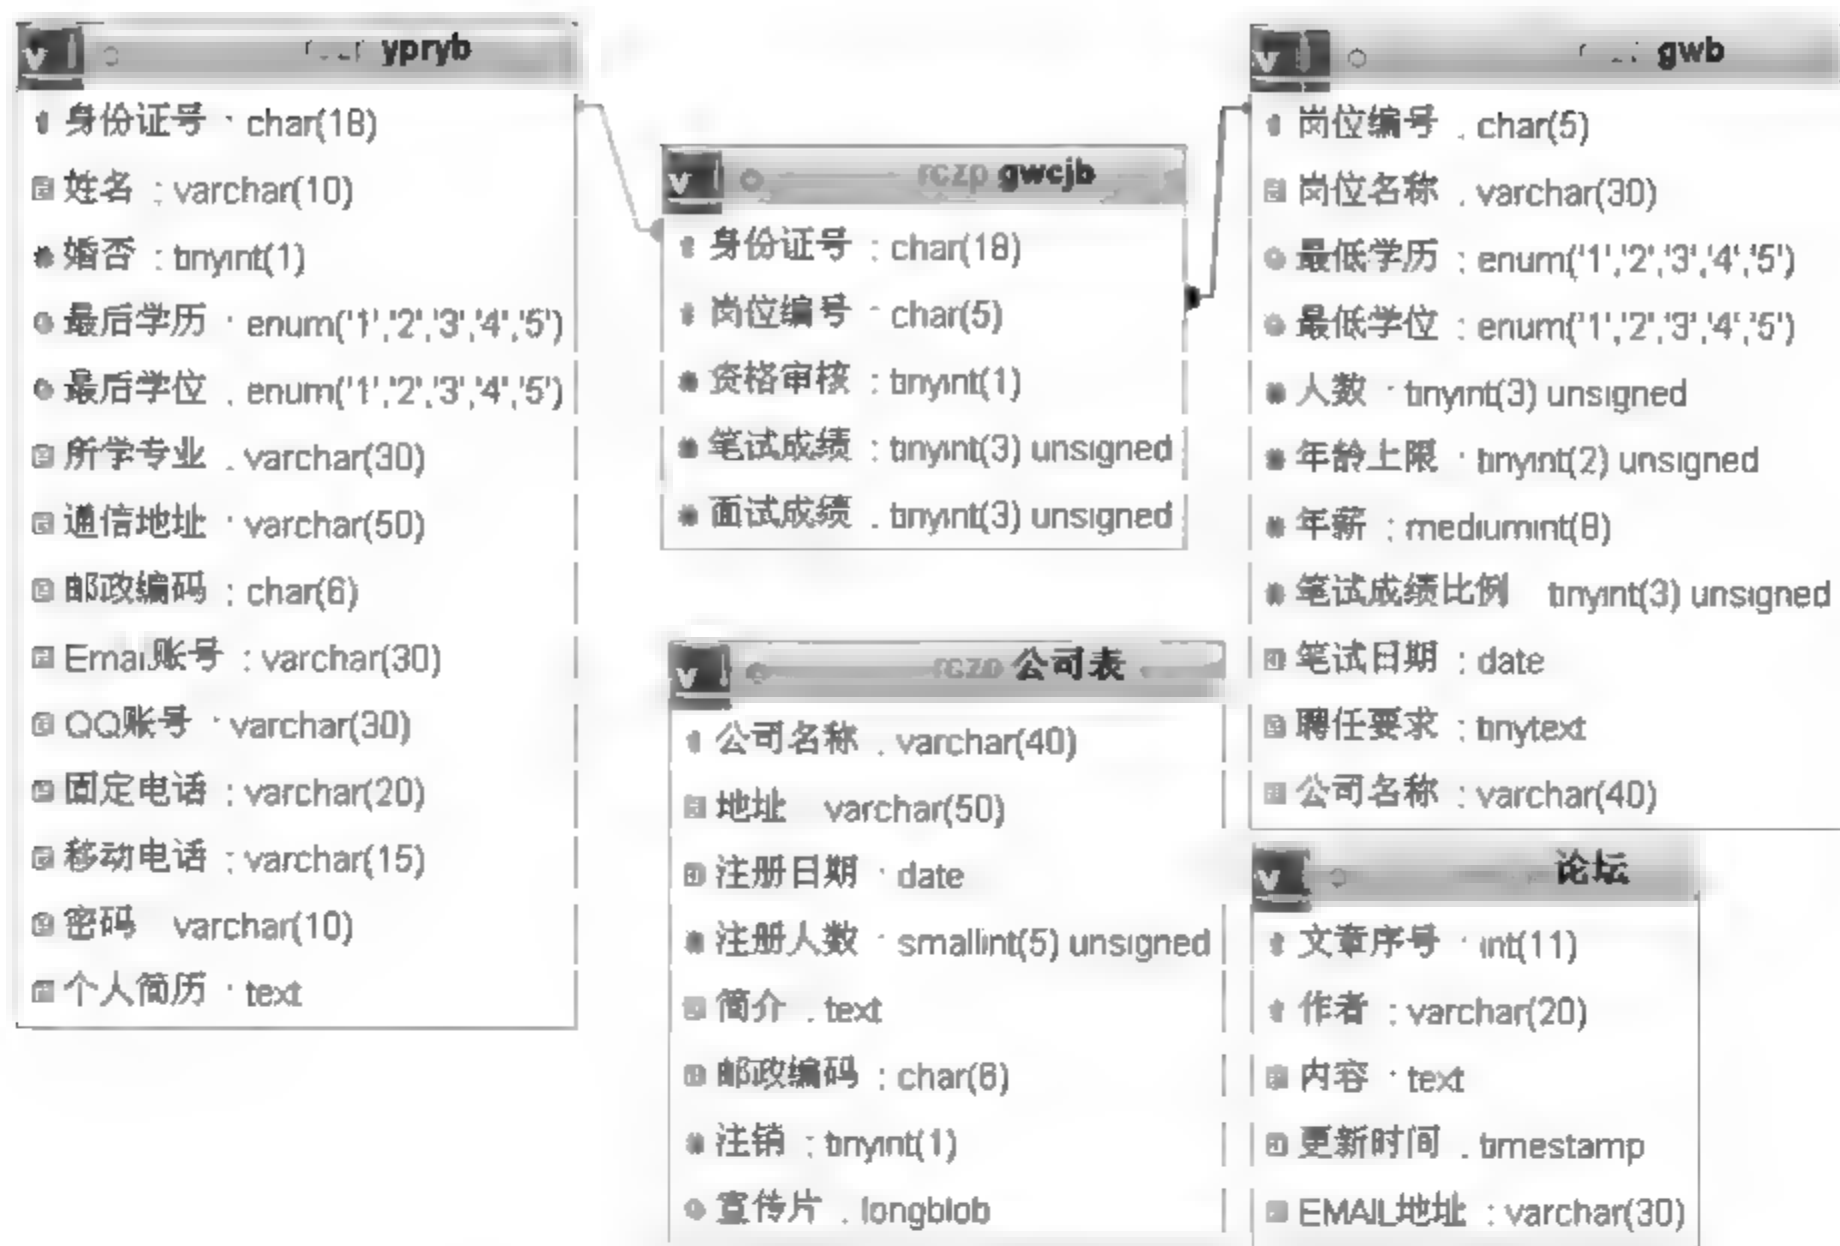 ypryb
身份证号 : char(18)
姓名 : varchar(10)
婚否 : tinyint(1)
最后学历 : enum('1','2','3','4','5')
最后学位 : enum('1','2','3','4','5')
所学专业 : varchar(30)
通信地址 : varchar(50)
邮政编码 : char(6)
Email账号 : varchar(30)
QQ账号 : varchar(30)
固定电话 : varchar(20)
移动电话 : varchar(15)
密码 varchar(10)
个人简历 : text
rczp gwcjb
身份证号 : char(18)
岗位编号 : char(5)
资格审核 : tinyint(1)
笔试成绩 : tinyint(3) unsigned
面试成绩 : tinyint(3) unsigned
rczp 公司表
公司名称 : varchar(40)
地址 varchar(50)
注册日期 : date
注册人数 : smallint(5) unsigned
简介 : text
邮政编码 : char(6)
注销 : tinyint(1)
宣传片 : longblob
gwb
岗位编号 : char(5)
岗位名称 : varchar(30)
最低学历 : enum('1','2','3','4','5')
最低学位 : enum('1','2','3','4','5')
人数 : tinyint(3) unsigned
年龄上限 : tinyint(2) unsigned
年薪 : mediumint(8)
笔试成绩比例 tinyint(3) unsigned
笔试日期 : date
聘任要求 : tinytext
公司名称 : varchar(40)
论坛
文章序号 : int(11)
作者 : varchar(20)
内容 : text
更新时间 : timestamp
EMAIL地址 : varchar(30)